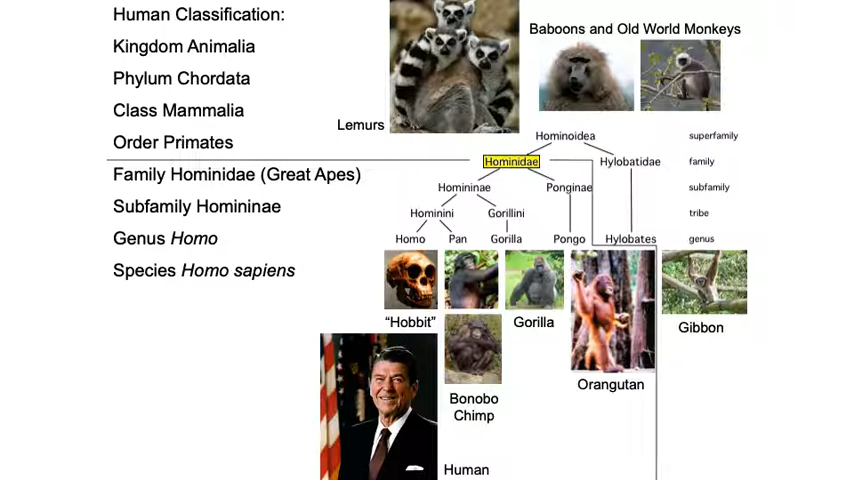 Human Classification:
Kingdom Animalia
Phylum Chordata
Class Mammalia
Order Primates
Family Hominidae (Great Apes)
Subfamily Homininae
Genus Homo
Species Homo sapiens
Lemurs
Baboons and Old World Monkeys
Hominoidea superfamily
Hominidae Hylobatidae family
Homininae Ponginae subfamily
Hominini Gorillini tribe
Homo Pan Gorilla Pongo Hylobates genus
“Hobbit” Gorilla Gibbon
Orangutan
Bonobo
Chimp
Human